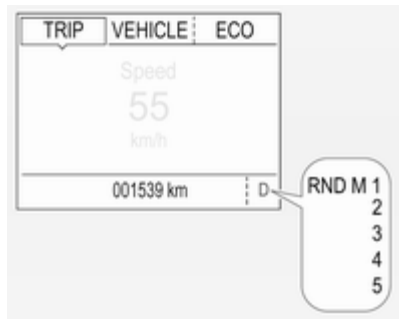 TRIP VEHICLE ECO
Speed
55
km/h
001539 km D
RND M 1
2
3
4
5